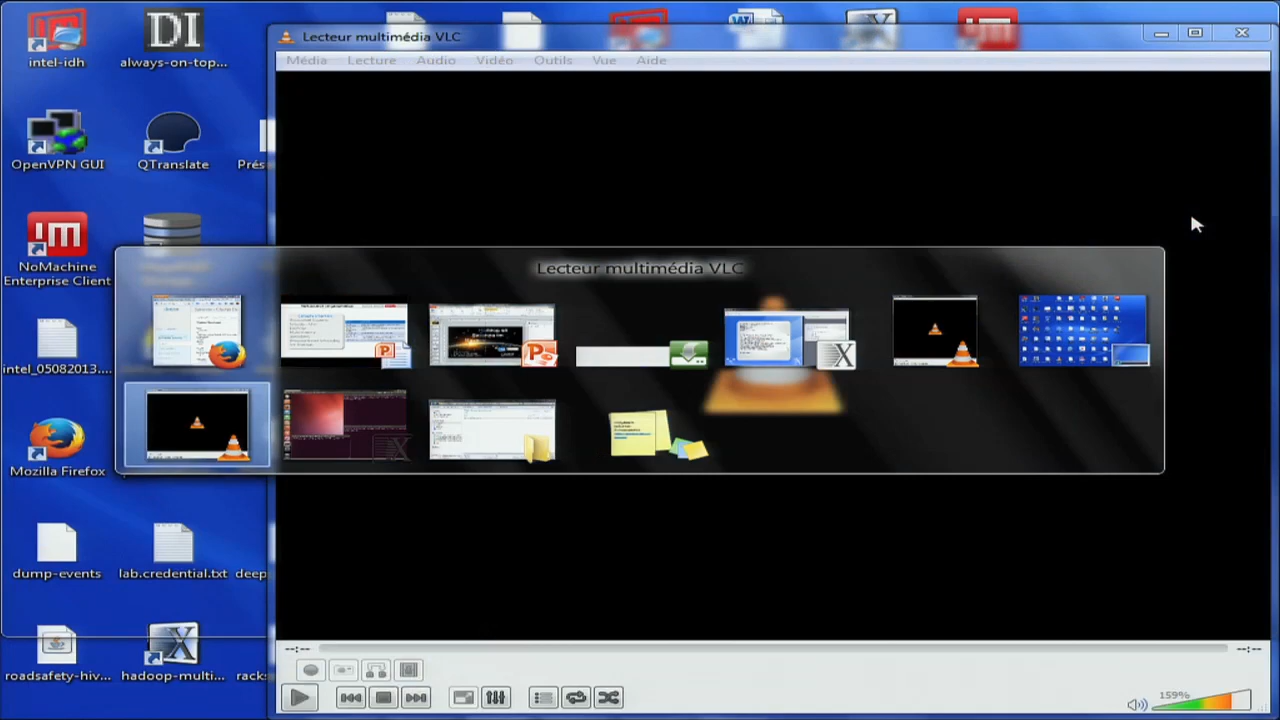 intel-idh
always-on-top...
Lecteur multimédia VLC
Média Lecture Audio Vidéo Outils Vue Aide
OpenVPN GUI
QTranslate
Prés
NoMachine
Enterprise Client
Lecteur multimédia VLC
intel_05082013....
Mozilla Firefox
dump-events
lab.credential.txt
deep
roadsafety-hiv...
hadoop-multi...
racks
--:--
--:--
159%